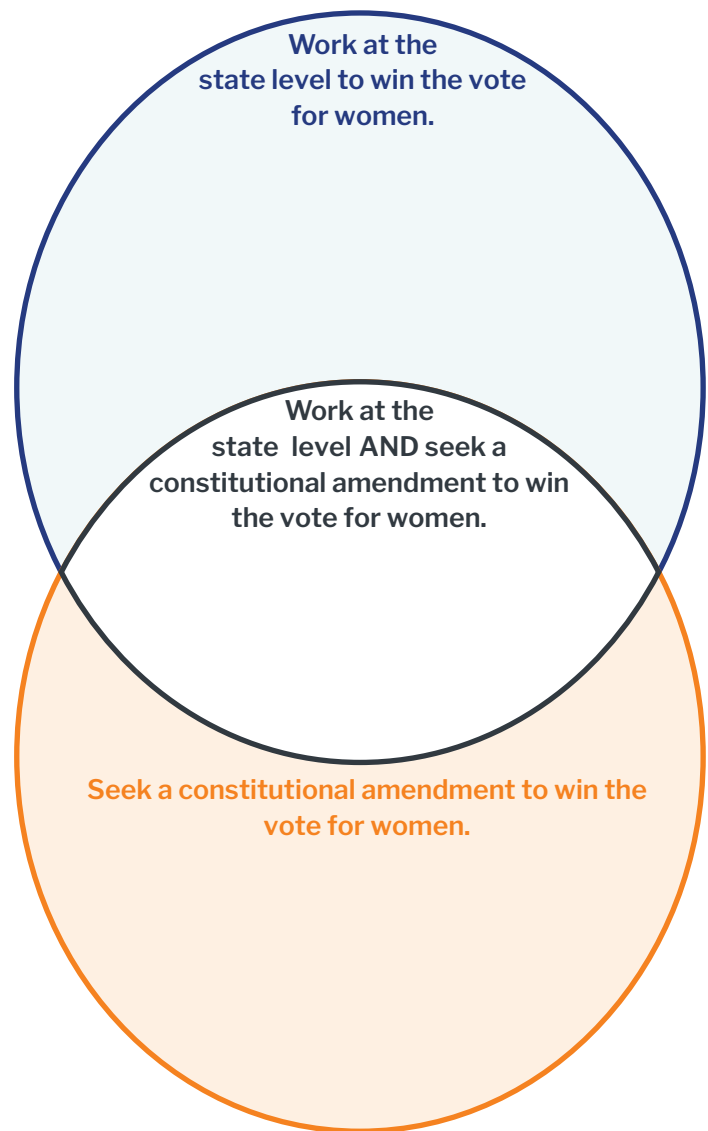 Work at the
state level to win the vote
for women.
Work at the
state  level AND seek a
constitutional amendment to win
the vote for women.
Seek a constitutional amendment to win the
vote for women.